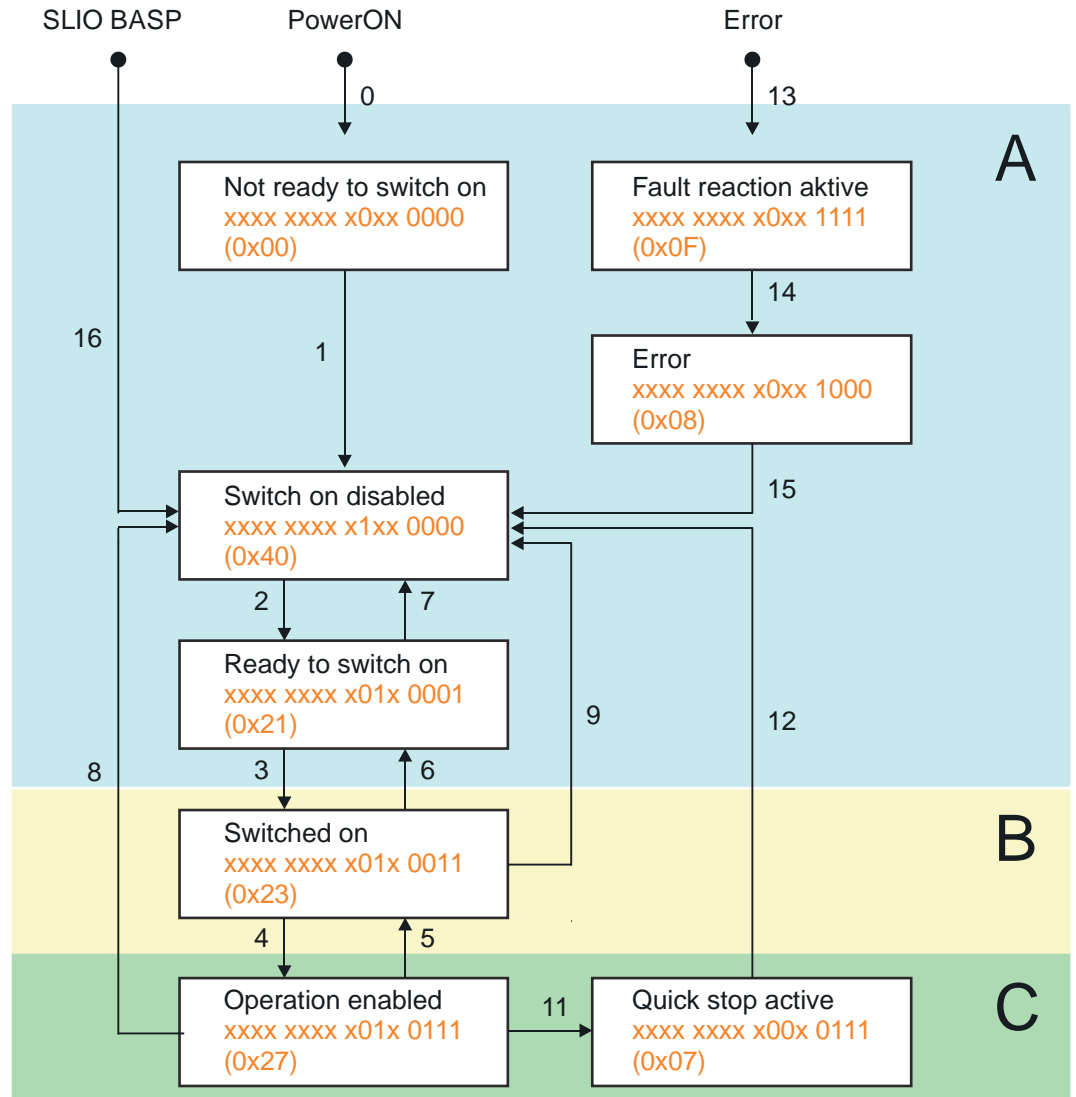 SLIO BASP
PowerON
Error
0
13
A
Not ready to switch on
xxxx xxxx x0xx 0000
(0x00)
Fault reaction aktive
xxxx xxxx x0xx 1111
(0x0F)
14
16
1
Error
xxxx xxxx x0xx 1000
(0x08)
15
Switch on disabled
xxxx xxxx x1xx 0000
(0x40)
2
7
Ready to switch on
xxxx xxxx x01x 0001
(0x21)
9
12
8
3
6
B
Switched on
xxxx xxxx x01x 0011
(0x23)
4
5
C
Operation enabled
xxxx xxxx x01x 0111
(0x27)
11
Quick stop active
xxxx xxxx x00x 0111
(0x07)